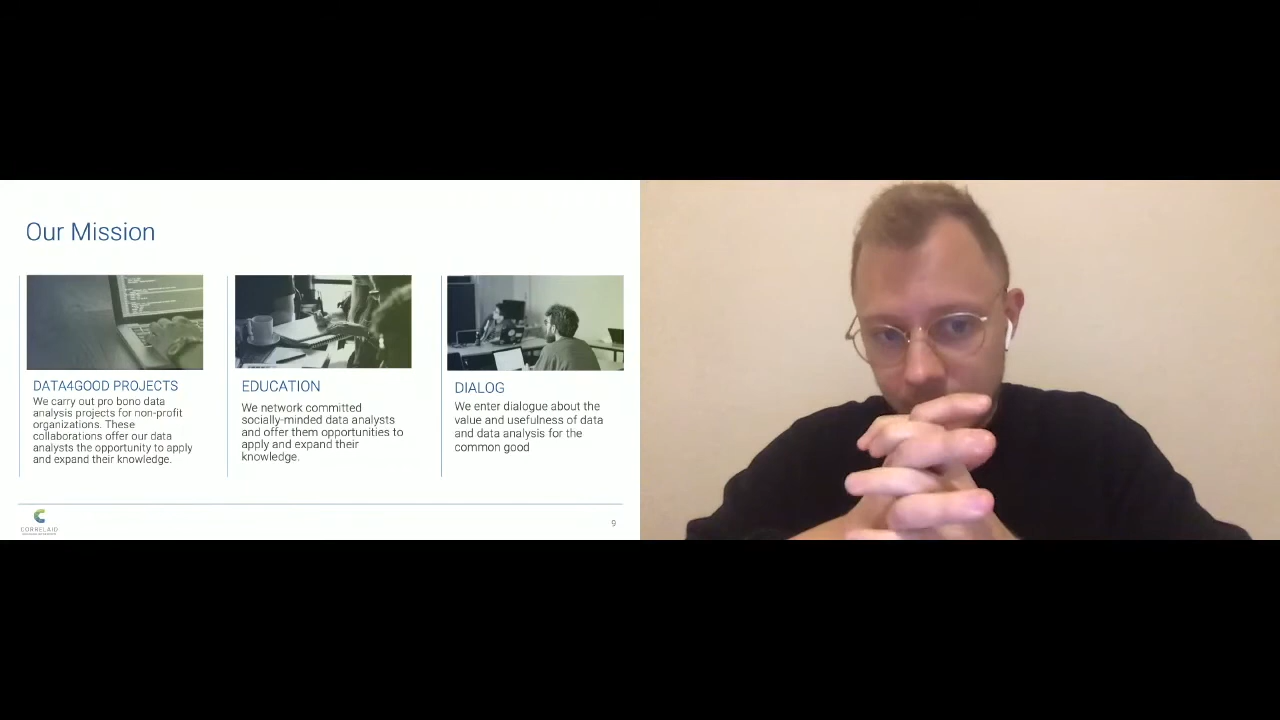 Our Mission
DATA4GOOD PROJECTS
We carry out pro bono data
analysis projects for non-profit
organizations. These
collaborations offer our data
analysts the opportunity to apply
and expand their knowledge.
EDUCATION
We network committed
socially-minded data analysts
and offer them opportunities to
apply and expand their
knowledge.
DIALOG
We enter dialogue about the
value and usefulness of data
and data analysis for the
common good
CORRELAID
9